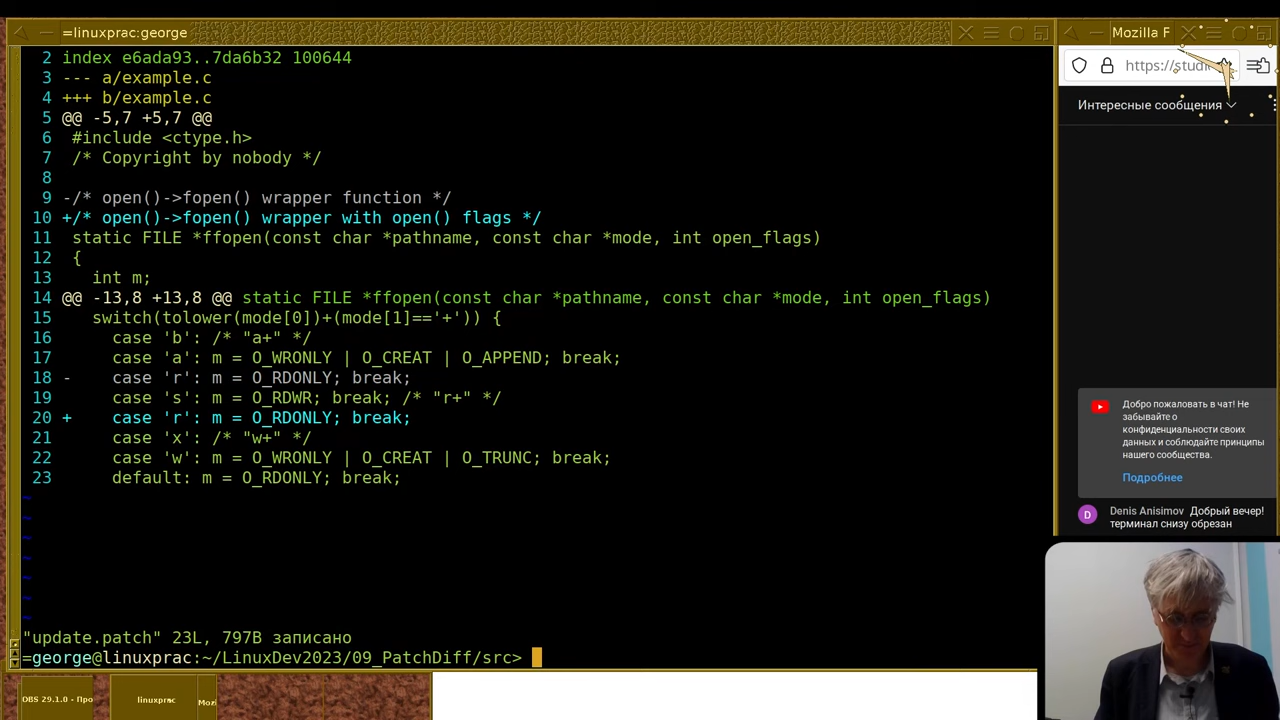 =linuxprac:george
2 index e6ada93..7da6b32 100644
3 --- a/example.c
4 +++ b/example.c
5 @@ -5,7 +5,7 @@
6  #include <ctype.h>
7  /* Copyright by nobody */
8
9 -/* open()->fopen() wrapper function */
10 +/* open()->fopen() wrapper with open() flags */
11  static FILE *ffopen(const char *pathname, const char *mode, int open_flags)
12  {
13    int m;
14 @@ -13,8 +13,8 @@ static FILE *ffopen(const char *pathname, const char *mode, int open_flags)
15    switch(tolower(mode[0])+(mode[1]=='+')) {
16      case 'b': /* "a+" */
17      case 'a': m = O_WRONLY | O_CREAT | O_APPEND; break;
18 -    case 'r': m = O_RDONLY; break;
19      case 's': m = O_RDWR; break; /* "r+" */
20 +    case 'r': m = O_RDONLY; break;
21      case 'x': /* "w+" */
22      case 'w': m = O_WRONLY | O_CREAT | O_TRUNC; break;
23      default: m = O_RDONLY; break;
~
~
~
~
~
~
~
"update.patch" 23L, 797B записано
=george@linuxprac:~/LinuxDev2023/09_PatchDiff/src>
Mozilla F
https://studi
Интересные сообщения
Добро пожаловать в чат! Не
забывайте о
конфиденциальности своих
данных и соблюдайте принципы
нашего сообщества.
Подробнее
D
Denis Anisimov Добрый вечер!
терминал снизу обрезан
OBS 29.1.0 - Про
linuxprac
Mozi